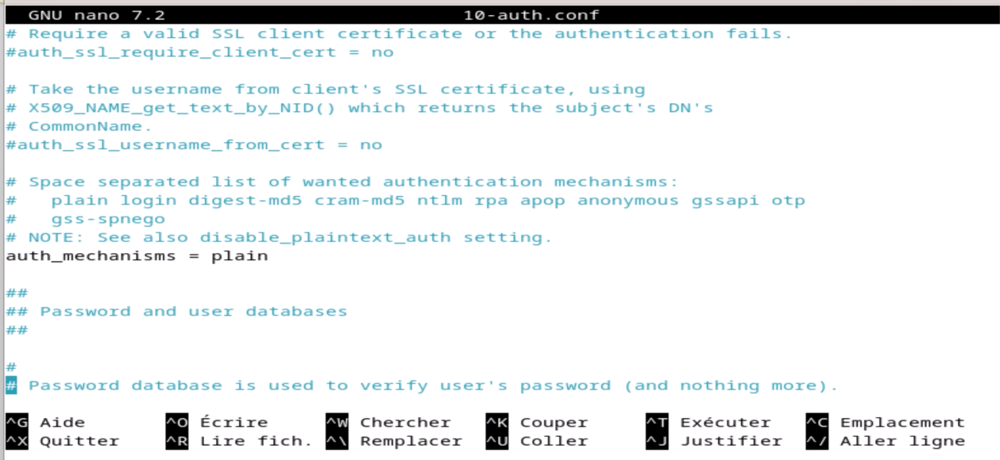 GNU nano 7.2 10-auth.conf
# Require a valid SSL client certificate or the authentication fails.
#auth_ssl_require_client_cert = no
# Take the username from client's SSL certificate, using
# X509_NAME_get_text_by_NID() which returns the subject's DN's
# CommonName.
#auth_ssl_username_from_cert = no
# Space separated list of wanted authentication mechanisms:
#   plain login digest-md5 cram-md5 ntlm rpa apop anonymous gssapi otp
#   gss-spnego
# NOTE: See also disable_plaintext_auth setting.
auth_mechanisms = plain
##
## Password and user databases
##
#
# Password database is used to verify user's password (and nothing more).
^G Aide ^O Écrire ^W Chercher ^K Couper ^T Exécuter ^C Emplacement
^X Quitter ^R Lire fich. ^\ Remplacer ^U Coller ^J Justifier ^/ Aller ligne